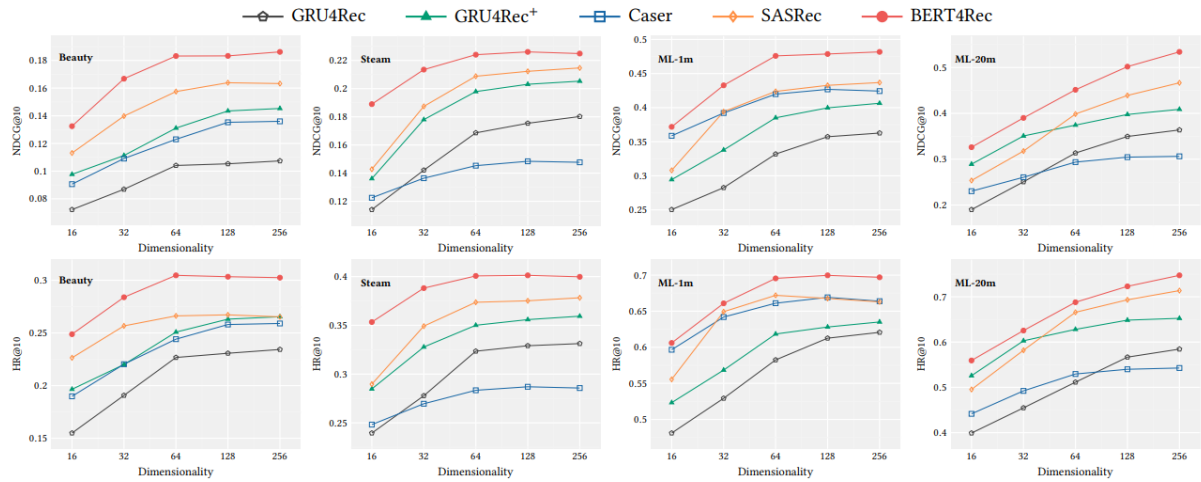 GRU4Rec GRU4Rec+ Caser SASRec BERT4Rec
Beauty
NDCG@10
0.18
0.16
0.14
0.12
0.1
0.08
16 32 64 128 256
Dimensionality
Steam
NDCG@10
0.22
0.2
0.18
0.16
0.14
0.12
16 32 64 128 256
Dimensionality
ML-1m
NDCG@10
0.5
0.45
0.4
0.35
0.3
0.25
16 32 64 128 256
Dimensionality
ML-20m
NDCG@10
0.5
0.4
0.3
0.2
16 32 64 128 256
Dimensionality
Beauty
HR@10
0.3
0.25
0.2
0.15
16 32 64 128 256
Dimensionality
Steam
HR@10
0.4
0.35
0.3
0.25
16 32 64 128 256
Dimensionality
ML-1m
HR@10
0.7
0.65
0.6
0.55
0.5
16 32 64 128 256
Dimensionality
ML-20m
HR@10
0.7
0.6
0.5
0.4
16 32 64 128 256
Dimensionality